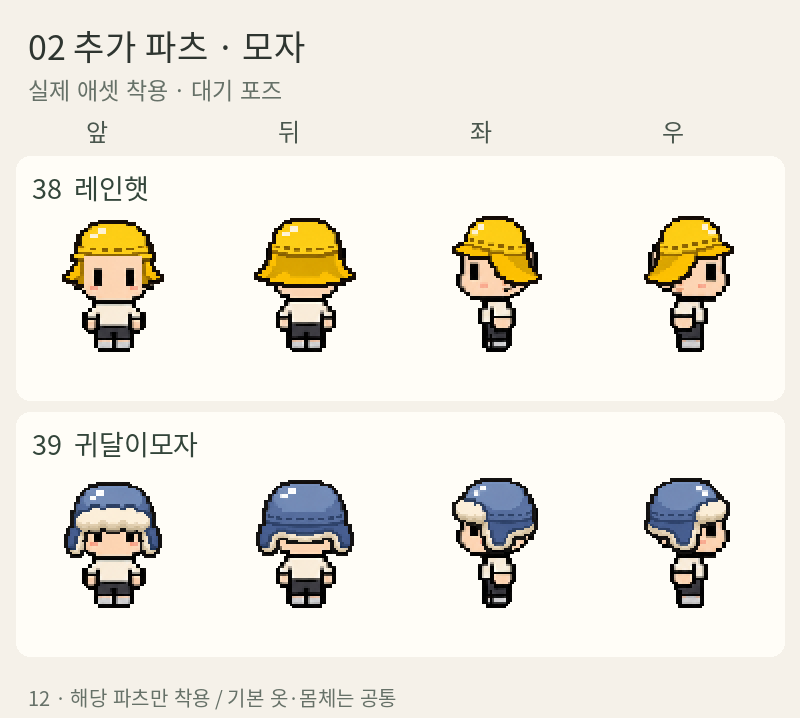 02 추가 파츠 · 모자
실제 애셋 착용 · 대기 포즈
앞 뒤 좌 우
38 레인햇
39 귀달이모자
12 · 해당 파츠만 착용 / 기본 옷·몸체는 공통